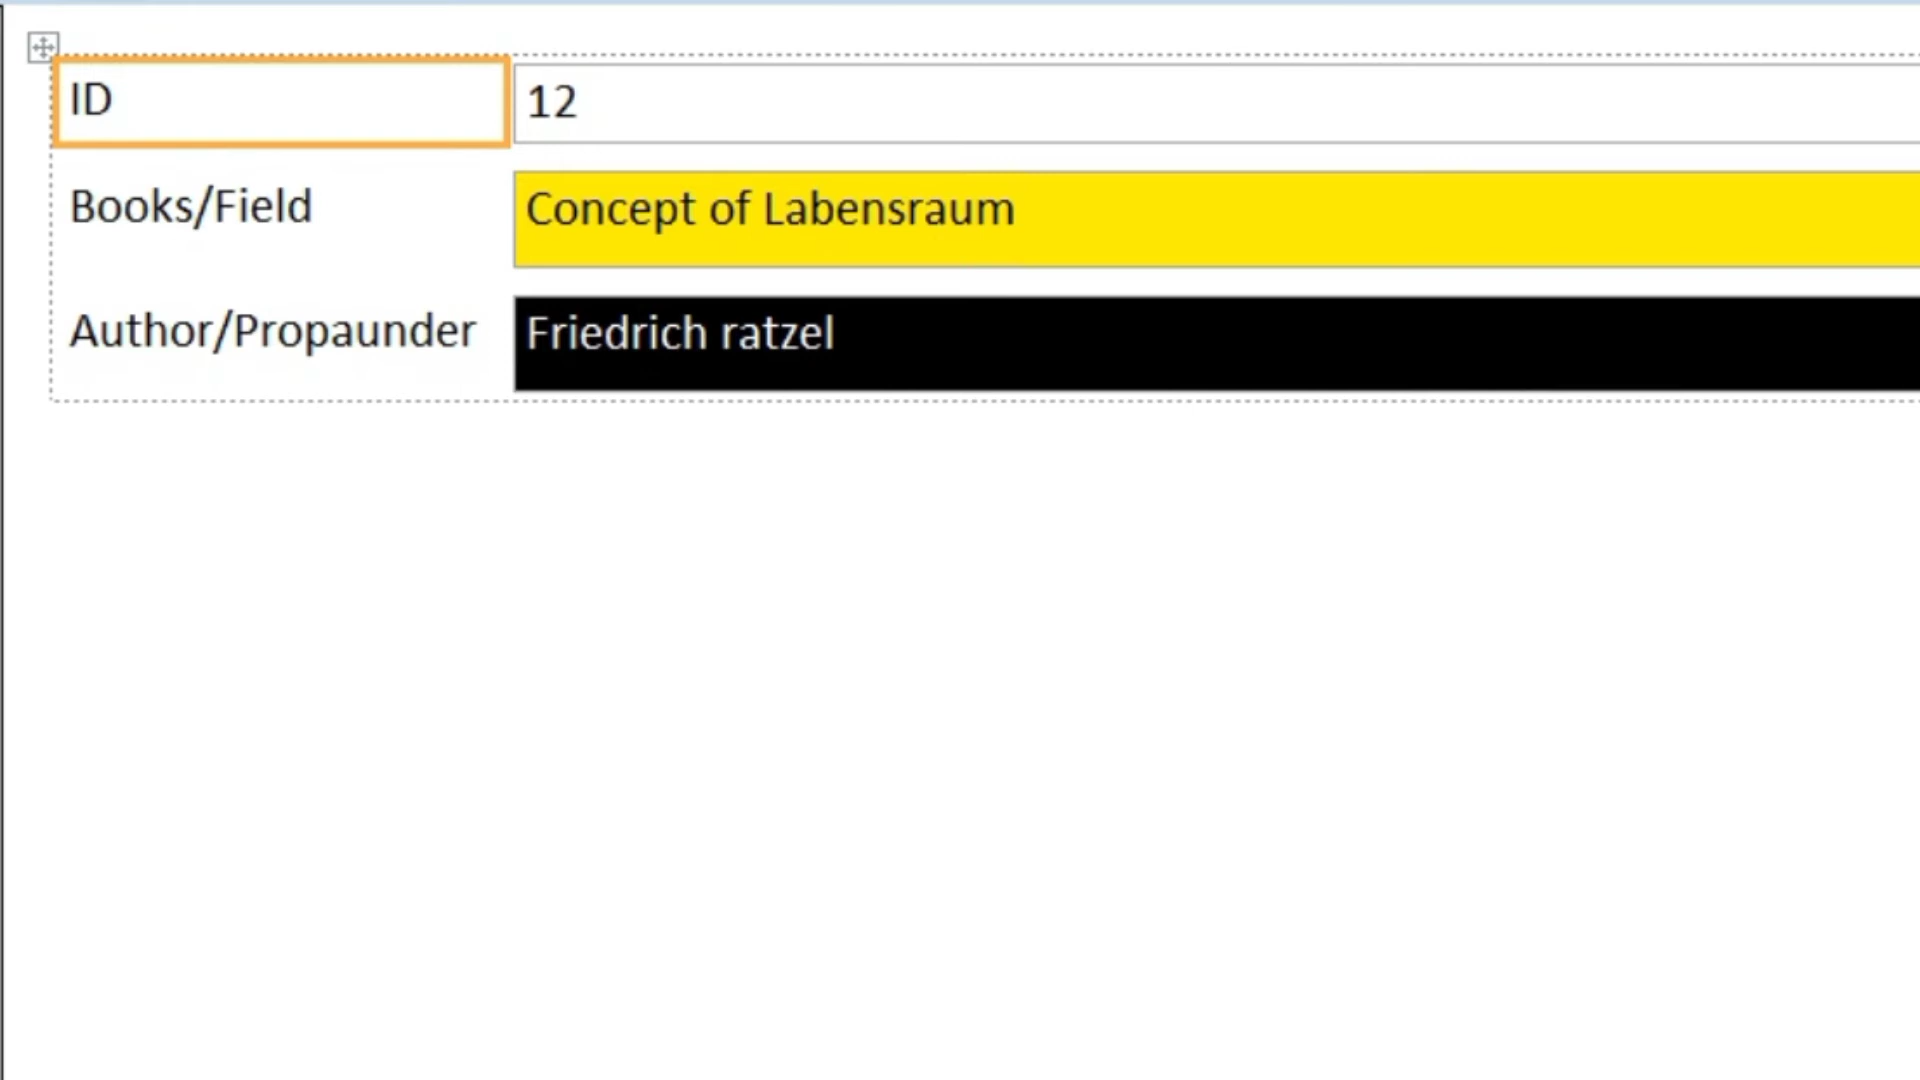 ID 12
Books/Field Concept of Labensraum
Author/Propaunder Friedrich ratzel